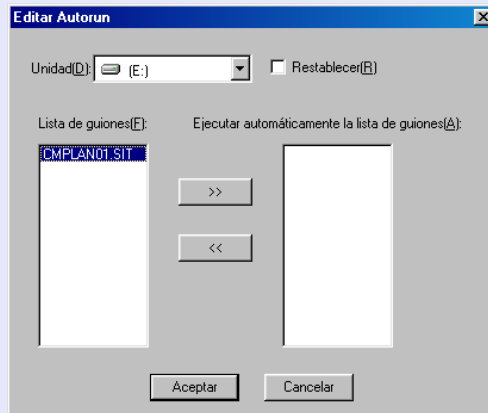 Editar Autorun
Unidad(D): (E:) Restablecer(R)
Lista de guiones(F): Ejecutar automáticamente la lista de guiones(A):
CMPLAN01.SIT
>>
<<
Aceptar Cancelar